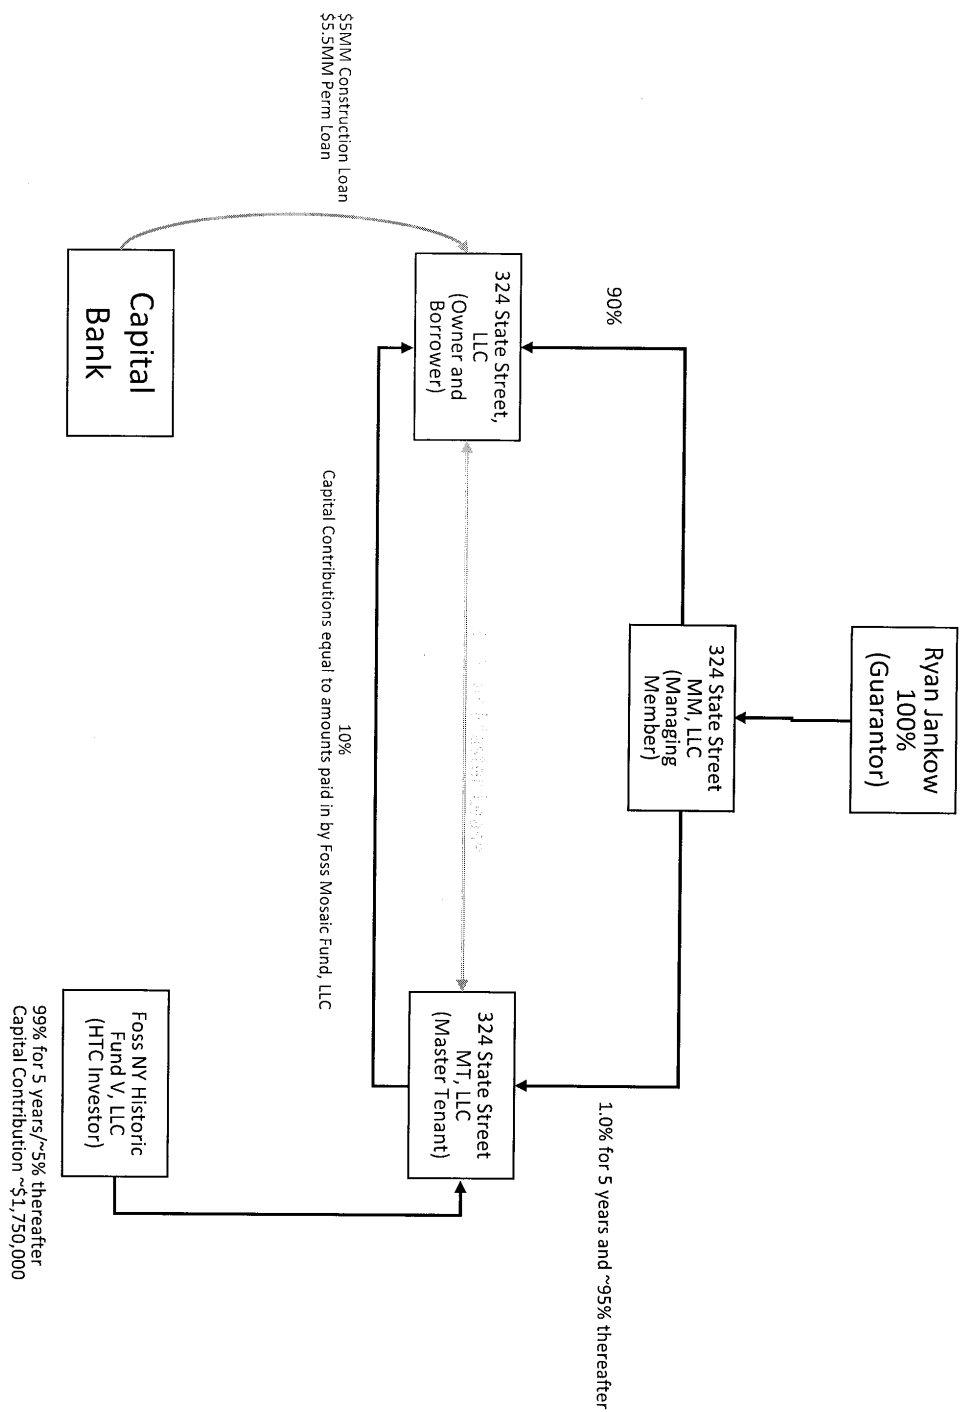 Ryan Jankow
100%
(Guarantor)
324 State Street
MM, LLC
(Managing
Member)
90%
1.0% for 5 years and ~95% thereafter
324 State Street,
LLC
(Owner and
Borrower)
324 State Street
MT, LLC
(Master Tenant)
10%
Capital Contributions equal to amounts paid in by Foss Mosaic Fund, LLC
$5MM Construction Loan
$5.5MM Perm Loan
Capital
Bank
Foss NY Historic
Fund V, LLC
(HTC Investor)
99% for 5 years/~5% thereafter
Capital Contribution ~$1,750,000